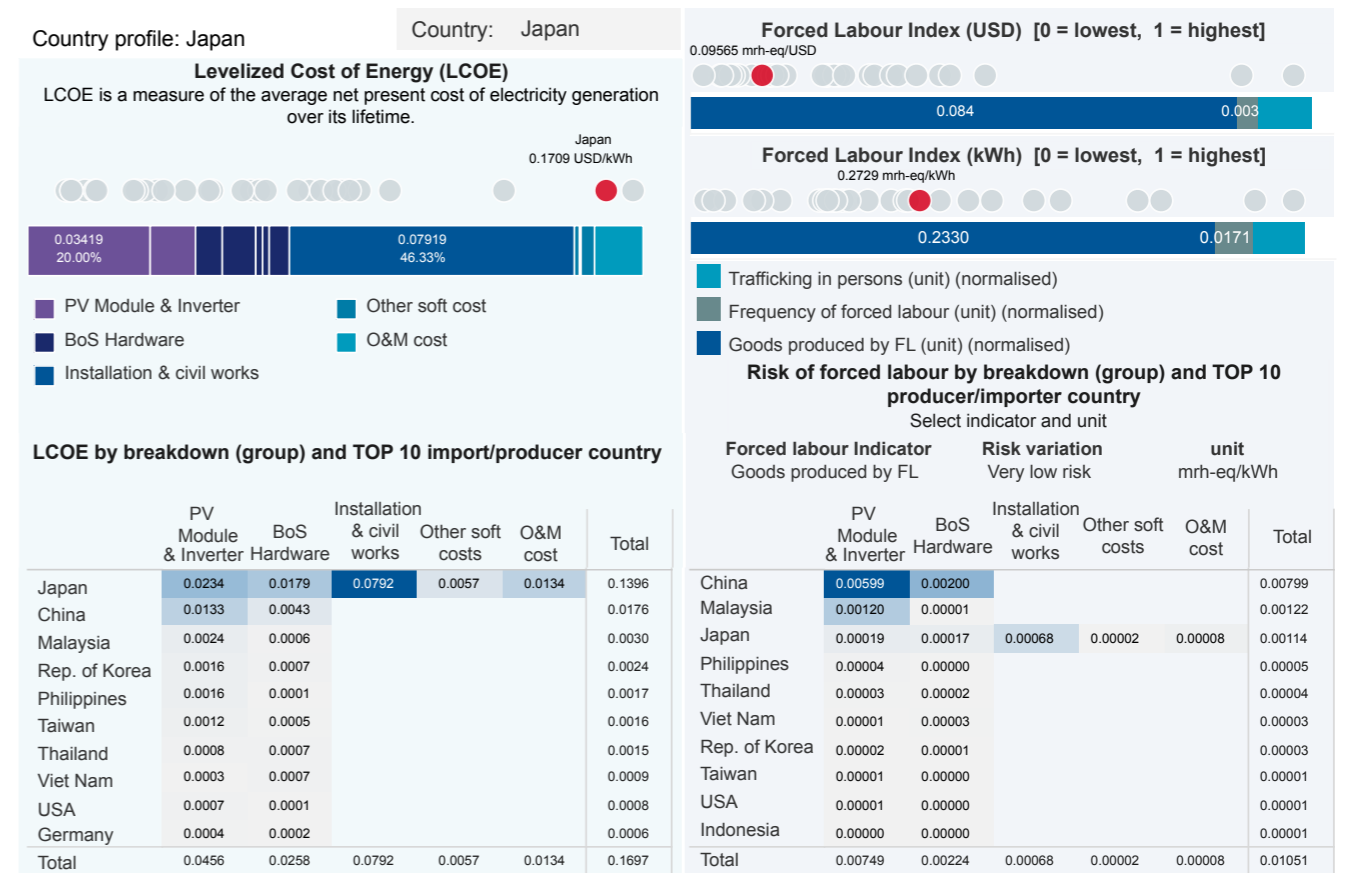 Country profile: Japan
Country: Japan
Levelized Cost of Energy (LCOE)
LCOE is a measure of the average net present cost of electricity generation
over its lifetime.
Japan
0.1709 USD/kWh
0.03419
20.00%
0.07919
46.33%
PV Module & Inverter
Other soft cost
BoS Hardware
O&M cost
Installation & civil works
LCOE by breakdown (group) and TOP 10 import/producer country
PV
Module
& Inverter
BoS
Hardware
Installation
& civil
works
Other soft
costs
O&M
cost
Total
Japan 0.0234 0.0179 0.0792 0.0057 0.0134 0.1396
China 0.0133 0.0043 0.0176
Malaysia 0.0024 0.0006 0.0030
Rep. of Korea 0.0016 0.0007 0.0024
Philippines 0.0016 0.0001 0.0017
Taiwan 0.0012 0.0005 0.0016
Thailand 0.0008 0.0007 0.0015
Viet Nam 0.0003 0.0007 0.0009
USA 0.0007 0.0001 0.0008
Germany 0.0004 0.0002 0.0006
Total 0.0456 0.0258 0.0792 0.0057 0.0134 0.1697
Forced Labour Index (USD) [0 = lowest, 1 = highest]
0.09565 mrh-eq/USD
0.084 0.003
Forced Labour Index (kWh) [0 = lowest, 1 = highest]
0.2729 mrh-eq/kWh
0.2330 0.0171
Trafficking in persons (unit) (normalised)
Frequency of forced labour (unit) (normalised)
Goods produced by FL (unit) (normalised)
Risk of forced labour by breakdown (group) and TOP 10
producer/importer country
Select indicator and unit
Forced labour Indicator Risk variation unit
Goods produced by FL Very low risk mrh-eq/kWh
PV
Module
& Inverter
BoS
Hardware
Installation
& civil
works
Other soft
costs
O&M
cost
Total
China 0.00599 0.00200 0.00799
Malaysia 0.00120 0.00001 0.00122
Japan 0.00019 0.00017 0.00068 0.00002 0.00008 0.00114
Philippines 0.00004 0.00000 0.00005
Thailand 0.00003 0.00002 0.00004
Viet Nam 0.00001 0.00003 0.00003
Rep. of Korea 0.00002 0.00001 0.00003
Taiwan 0.00001 0.00000 0.00001
USA 0.00001 0.00000 0.00001
Indonesia 0.00000 0.00000 0.00001
Total 0.00749 0.00224 0.00068 0.00002 0.00008 0.01051